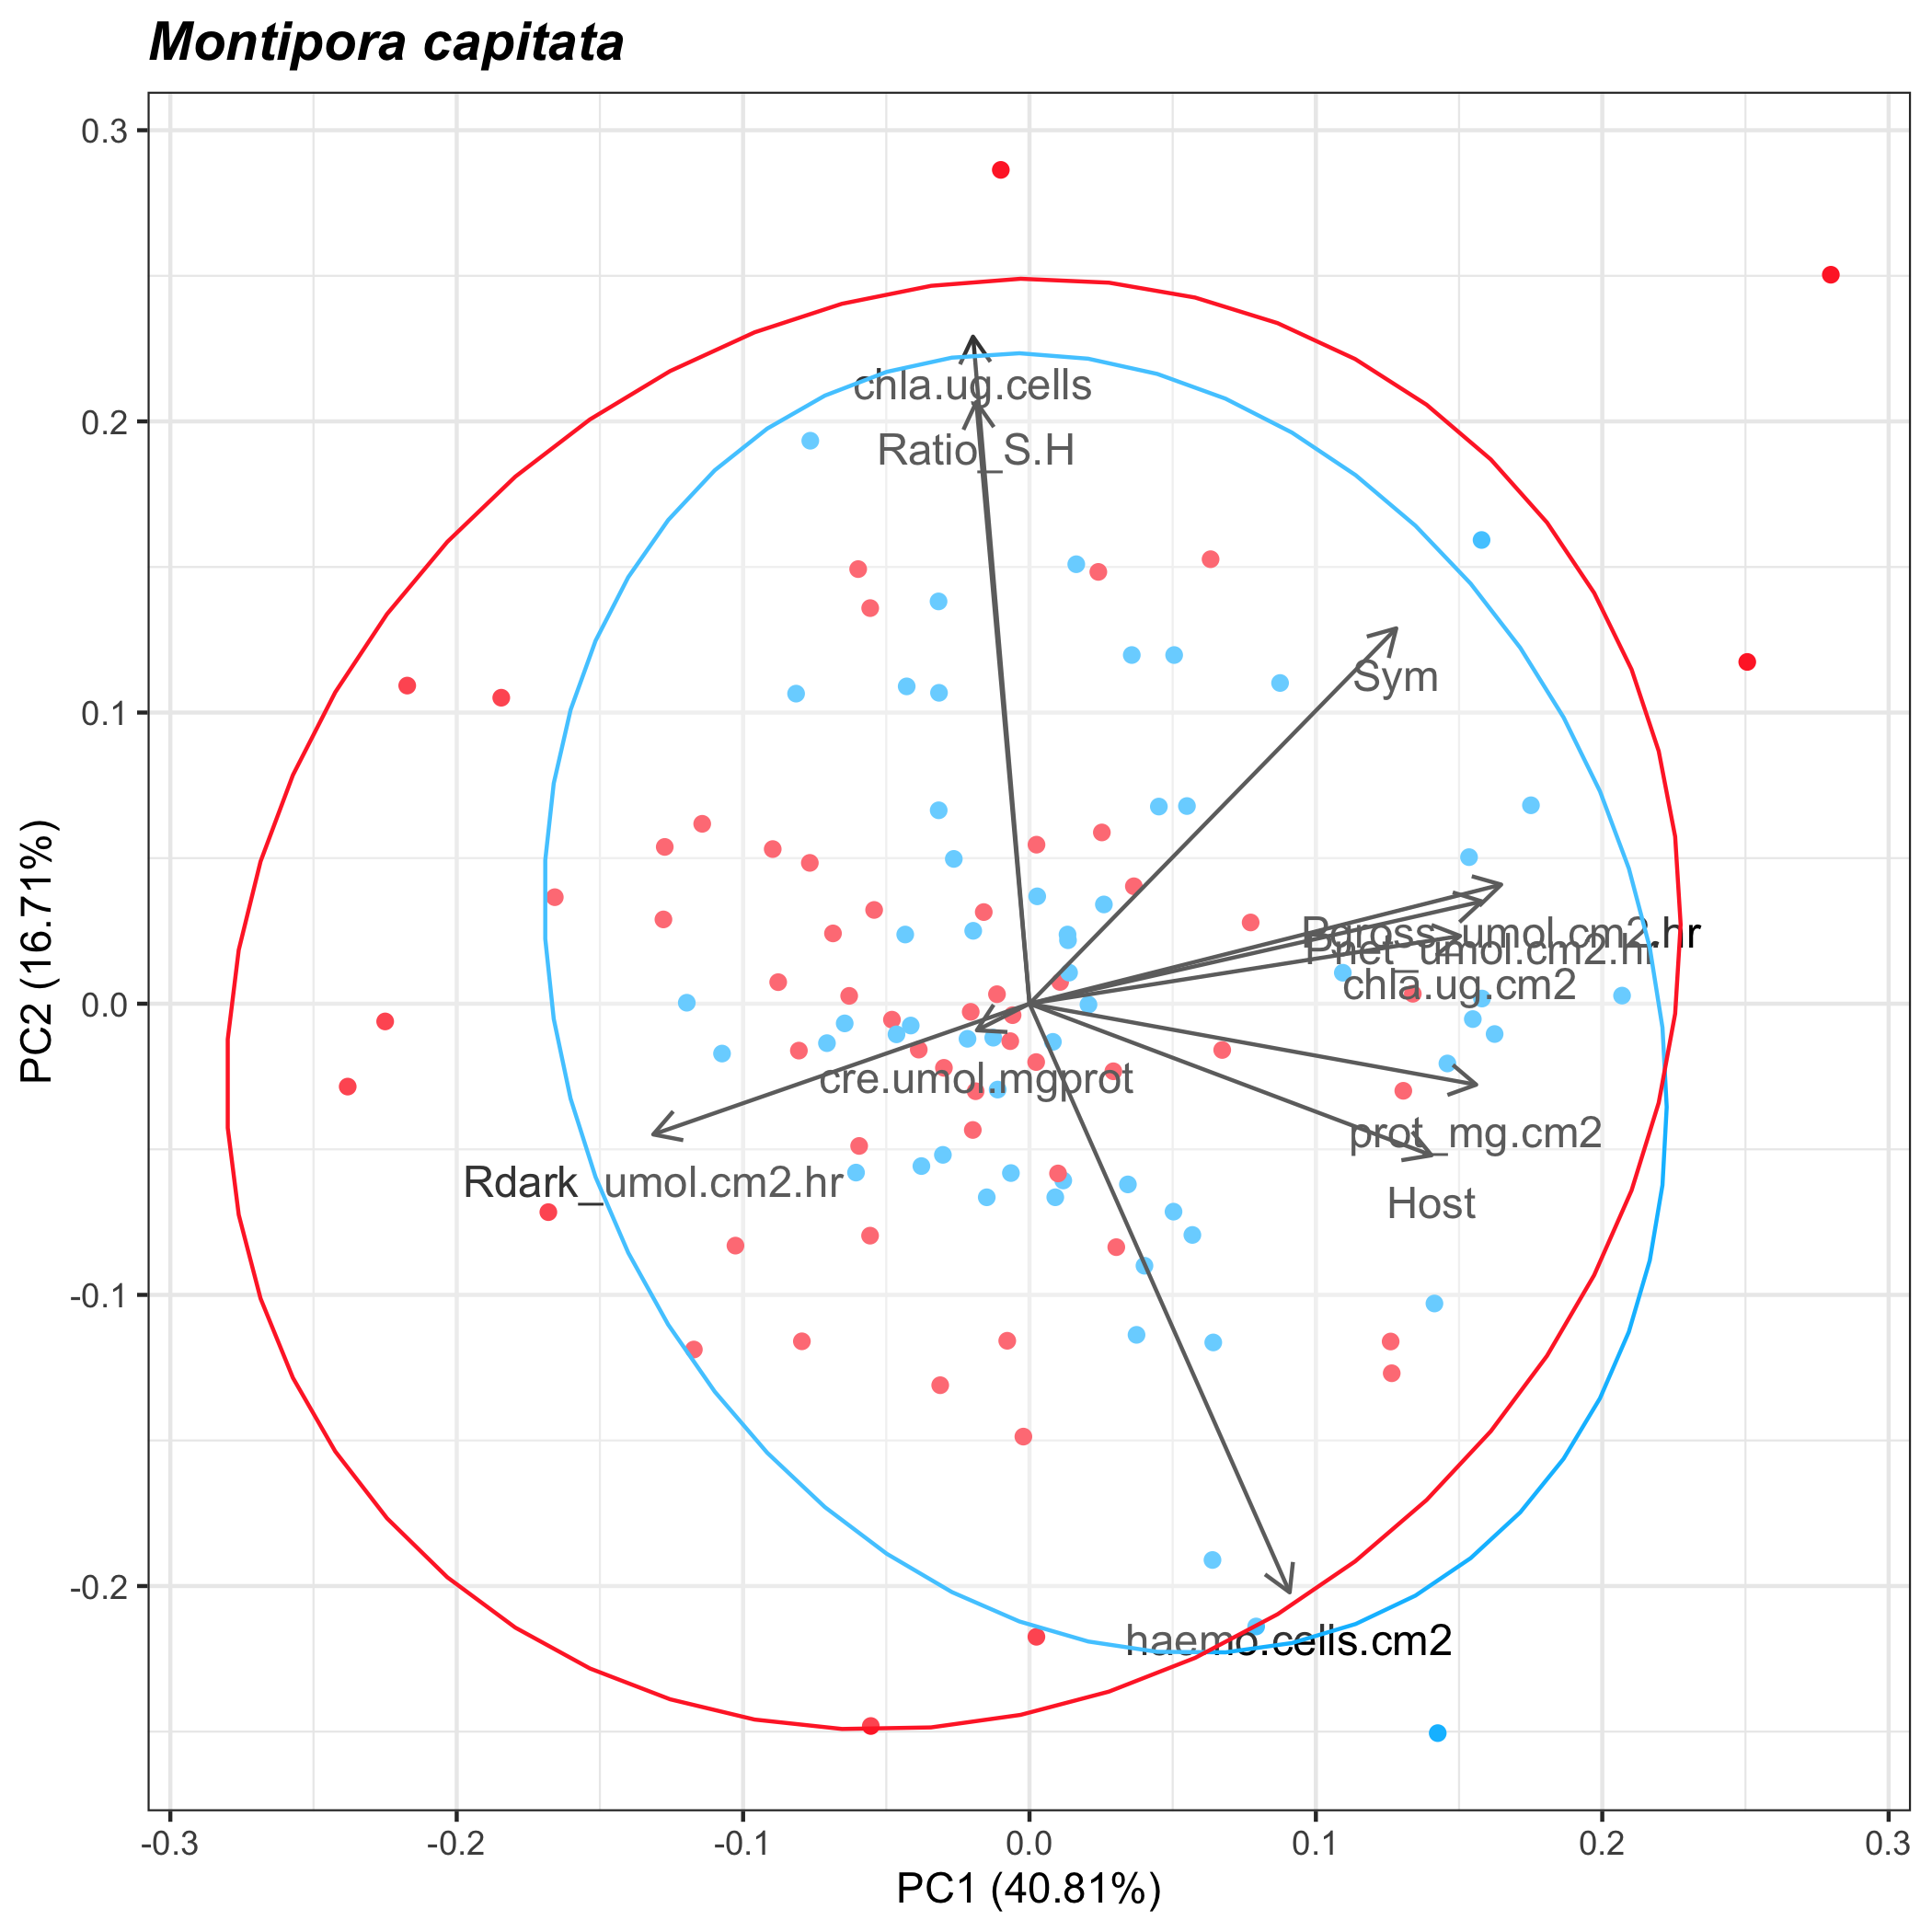 Montipora capitata
0.3
0.2
0.1
0.0
-0.1
-0.2
PC2 (16.71%)
chla.ug.cells
Ratio_S.H
Sym
Pgross_umol.cm2.hr
Pnet_umol.cm2.hr
chla.ug.cm2
cre.umol.mgprot
prot_mg.cm2
Rdark_umol.cm2.hr
Host
haemo.cells.cm2
-0.3
-0.2
-0.1
0.0
0.1
0.2
0.3
PC1 (40.81%)